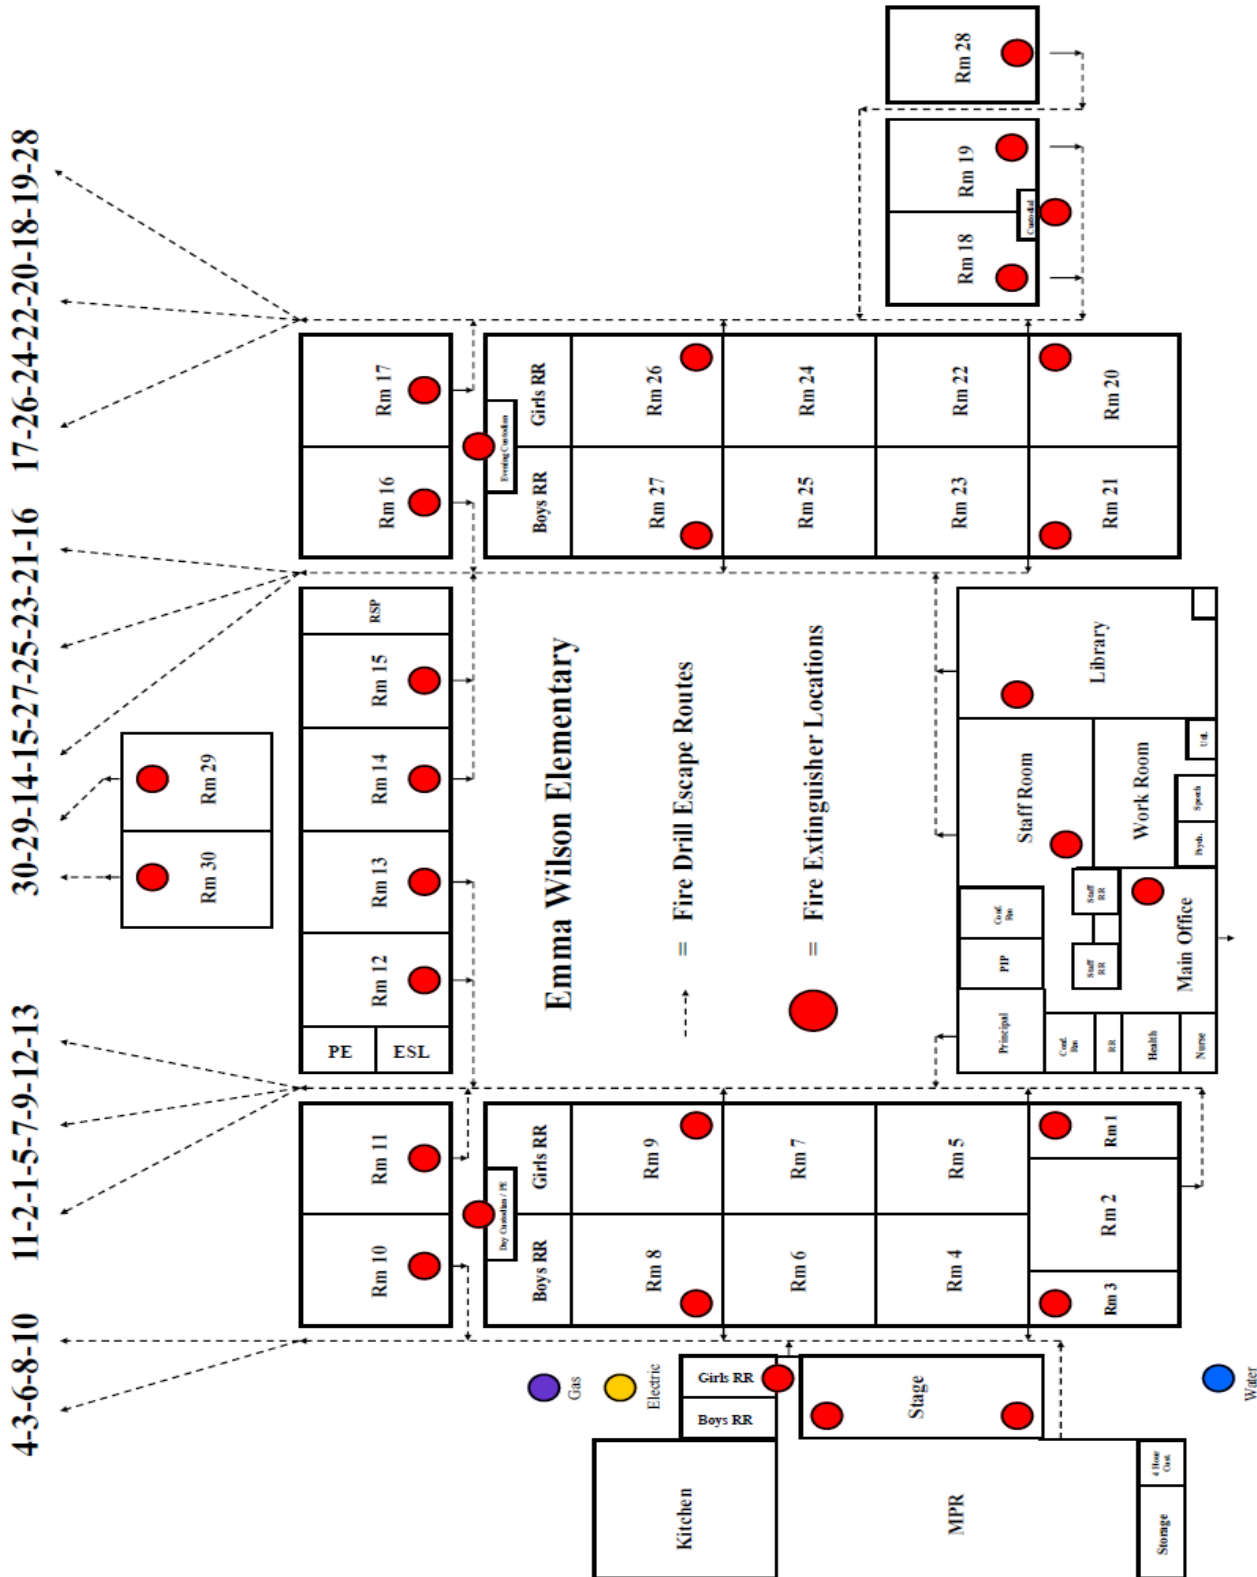 4-3-6-8-10
11-2-1-5-7-9-12-13
30-29-14-15-27-25-23-21-16
17-26-24-22-20-18-19-28
Rm 30
Rm 29
Rm 10
Rm 11
PE
ESL
Rm 12
Rm 13
Rm 14
Rm 15
RSP
Rm 16
Rm 17
Day Custodian / PE
Evening Custodian
Boys RR
Girls RR
Boys RR
Girls RR
Rm 8
Rm 9
Rm 6
Rm 7
Rm 4
Rm 5
Rm 3
Rm 2
Rm 1
Rm 27
Rm 26
Rm 25
Rm 24
Rm 23
Rm 22
Rm 21
Rm 20
Rm 18
Rm 19
Custodial
Rm 28
Emma Wilson Elementary
= Fire Drill Escape Routes
= Fire Extinguisher Locations
Gas
Electric
Water
Kitchen
Boys RR
Girls RR
Stage
MPR
Storage
4 Hour
Cust.
Principal
PIP
Conf.
Rm
Staff Room
Library
Conf.
Rm
RR
Health
Nurse
Staff
RR
Staff
RR
Main Office
Work Room
Psych.
Speech
Util.